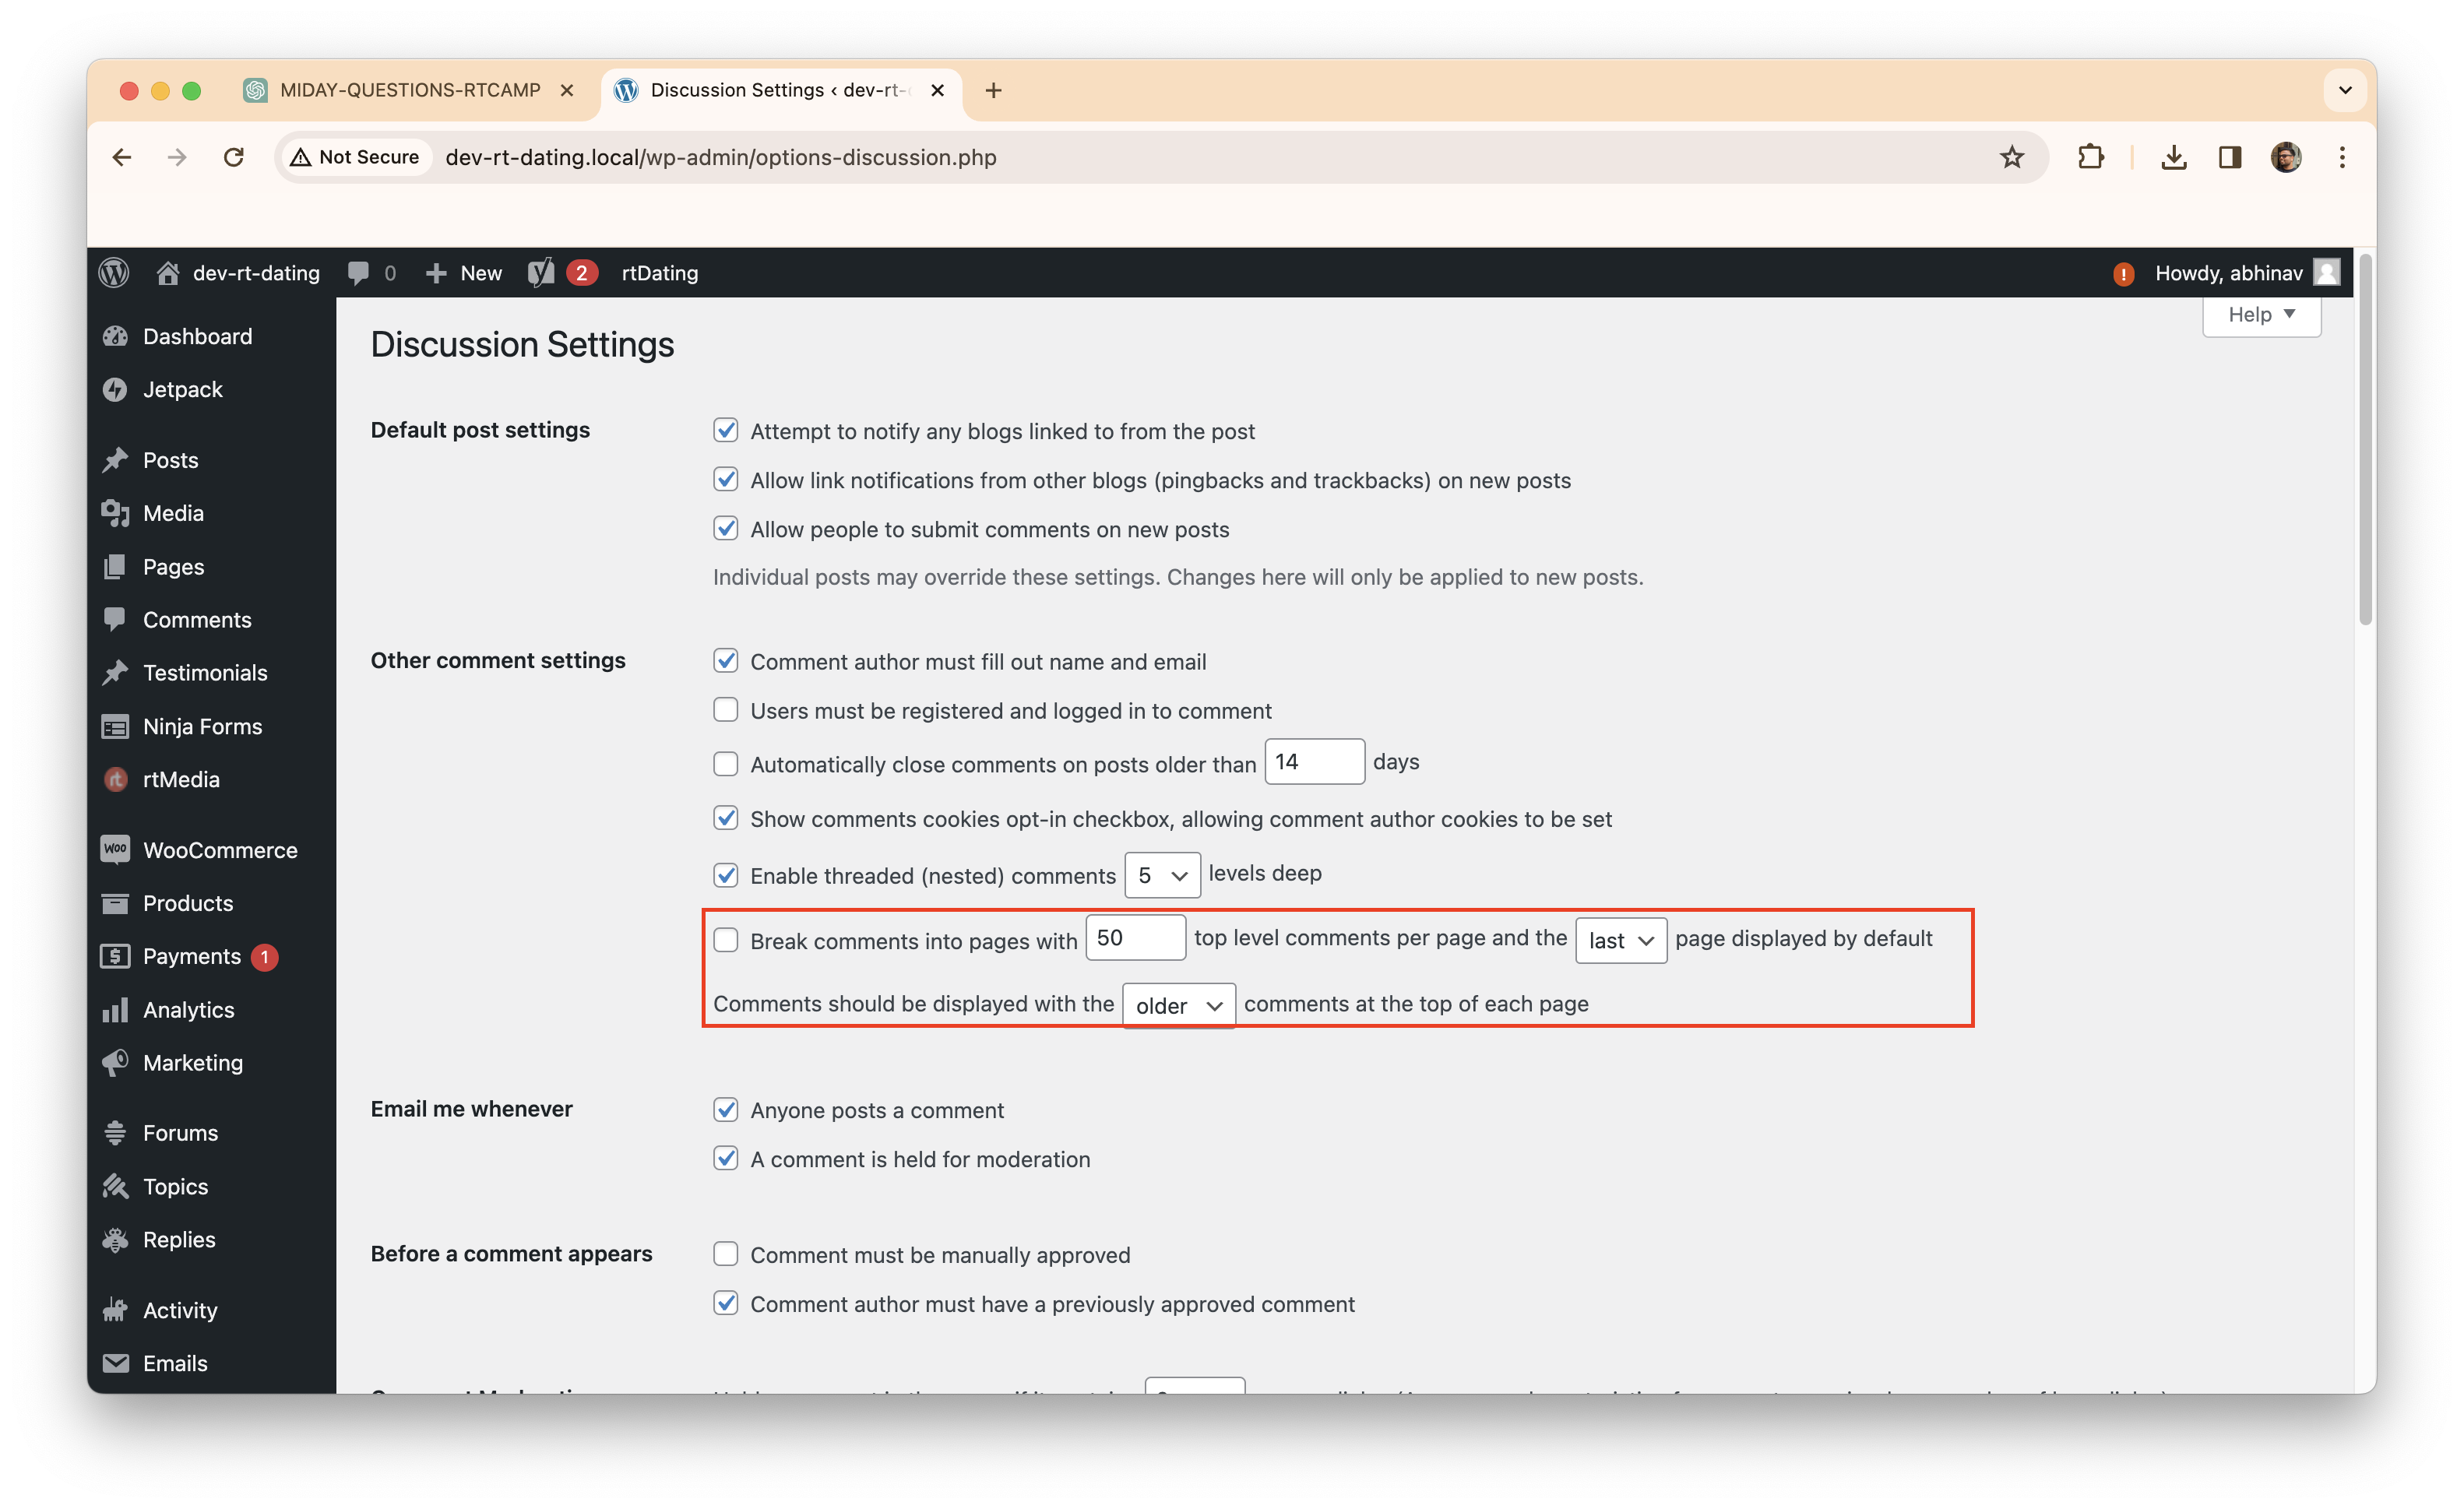 MIDAY-QUESTIONS-RTCAMP
Discussion Settings ‹ dev-rt-
Not Secure
dev-rt-dating.local/wp-admin/options-discussion.php
dev-rt-dating
0
New
2
rtDating
Howdy, abhinav
Help
Dashboard
Jetpack
Posts
Media
Pages
Comments
Testimonials
Ninja Forms
rt
rtMedia
Woo
WooCommerce
Products
Payments 1
Analytics
Marketing
Forums
Topics
Replies
Activity
Emails
Discussion Settings
Default post settings
Attempt to notify any blogs linked to from the post
Allow link notifications from other blogs (pingbacks and trackbacks) on new posts
Allow people to submit comments on new posts
Individual posts may override these settings. Changes here will only be applied to new posts.
Other comment settings
Comment author must fill out name and email
Users must be registered and logged in to comment
Automatically close comments on posts older than 14 days
Show comments cookies opt-in checkbox, allowing comment author cookies to be set
Enable threaded (nested) comments 5 levels deep
Break comments into pages with 50 top level comments per page and the last page displayed by default
Comments should be displayed with the older comments at the top of each page
Email me whenever
Anyone posts a comment
A comment is held for moderation
Before a comment appears
Comment must be manually approved
Comment author must have a previously approved comment